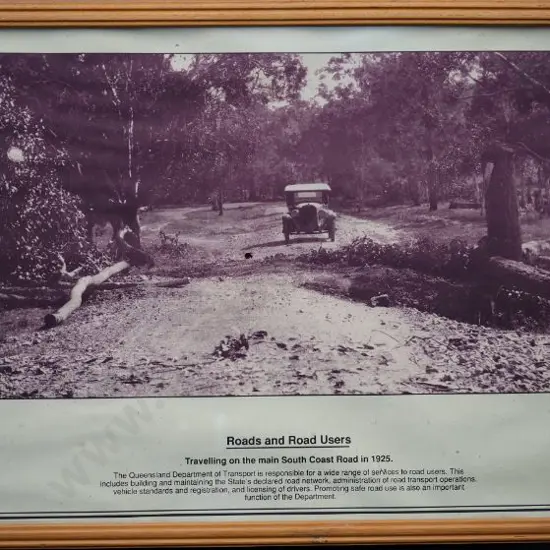 Roads and Road Users
Travelling on the main South Coast Road in 1925.
The Queensland Department of Transport is responsible for a wide range of services to road users. This
includes building and maintaining the State's declared road network, administration of road transport operations,
vehicle standards and registration, and licensing of drivers. Promoting safe road use is also an important
function of the Department.